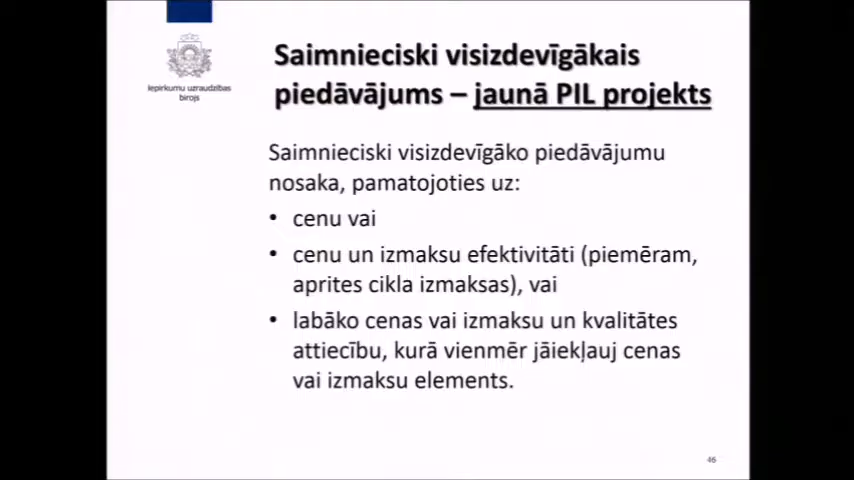 Iepirkumu uzraudzības
birojs
Saimnieciski visizdevīgākais
piedāvājums – jaunā PIL projekts
Saimnieciski visizdevīgāko piedāvājumu
nosaka, pamatojoties uz:
• cenu vai
• cenu un izmaksu efektivitāti (piemēram,
aprites cikla izmaksas), vai
• labāko cenas vai izmaksu un kvalitātes
attiecību, kurā vienmēr jāiekļauj cenas
vai izmaksu elements.
46